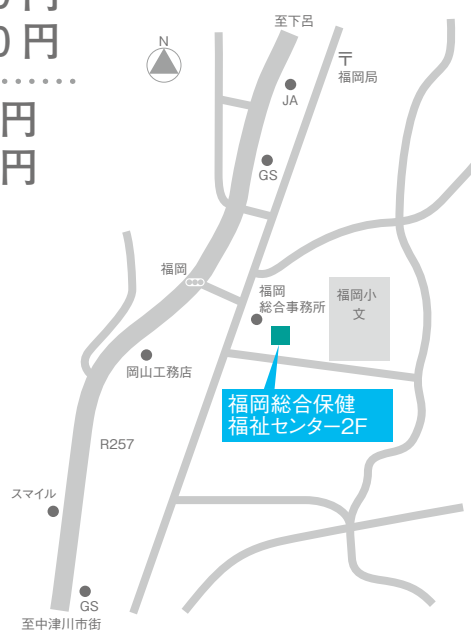 0円
0円
円
円
至下呂
N
〒
福岡局
JA
GS
福岡
福岡
総合事務所
福岡小
文
岡山工務店
福岡総合保健
福祉センター2F
R257
スマイル
GS
至中津川市街